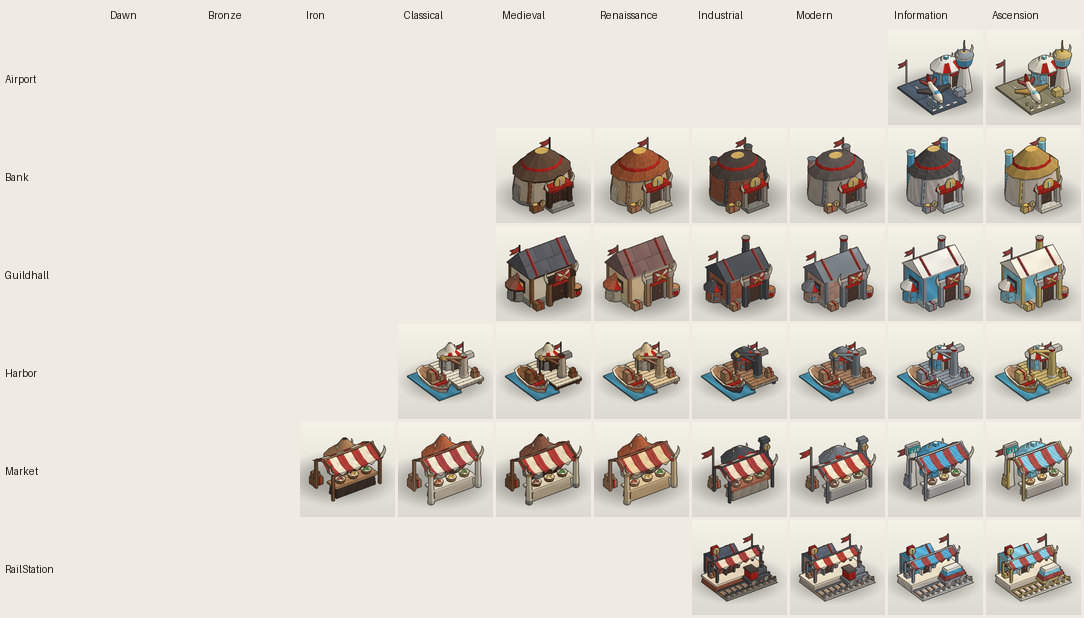 Dawn Bronze Iron Classical Medieval Renaissance Industrial Modern Information Ascension
Airport
Bank
Guildhall
Harbor
Market
RailStation